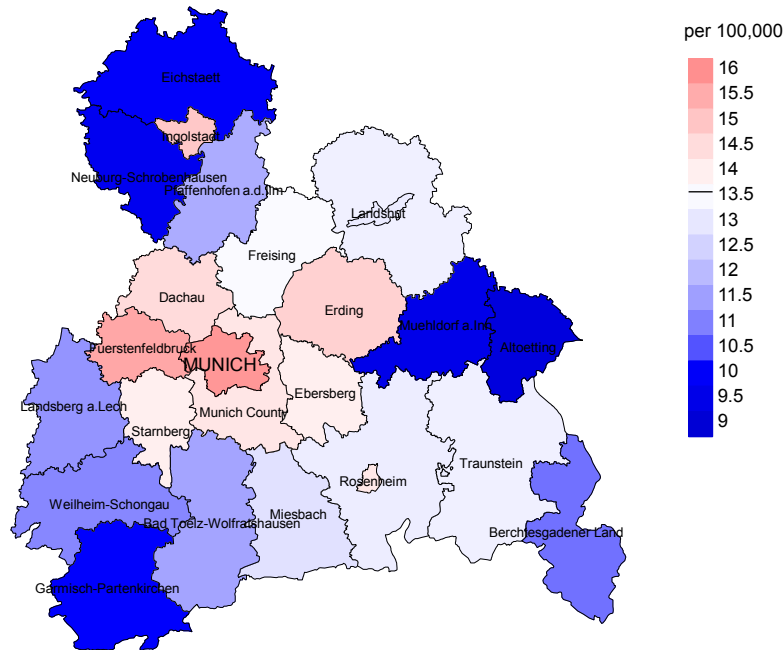 per 100,000
16
15.5
15
14.5
14
13.5
13
12.5
12
11.5
11
10.5
10
9.5
9
Eichstaett
Ingolstadt
Neuburg-Schrobenhausen
Pfaffenhofen a.d.Ilm
Landshut
Freising
Dachau
Erding
Muehldorf a.Inn
Altoetting
Fuerstenfeldbruck
MUNICH
Ebersberg
Landsberg a.Lech
Munich County
Starnberg
Traunstein
Rosenheim
Weilheim-Schongau
Miesbach
Bad Toelz-Wolfratshausen
Berchtesgadener Land
Garmisch-Partenkirchen